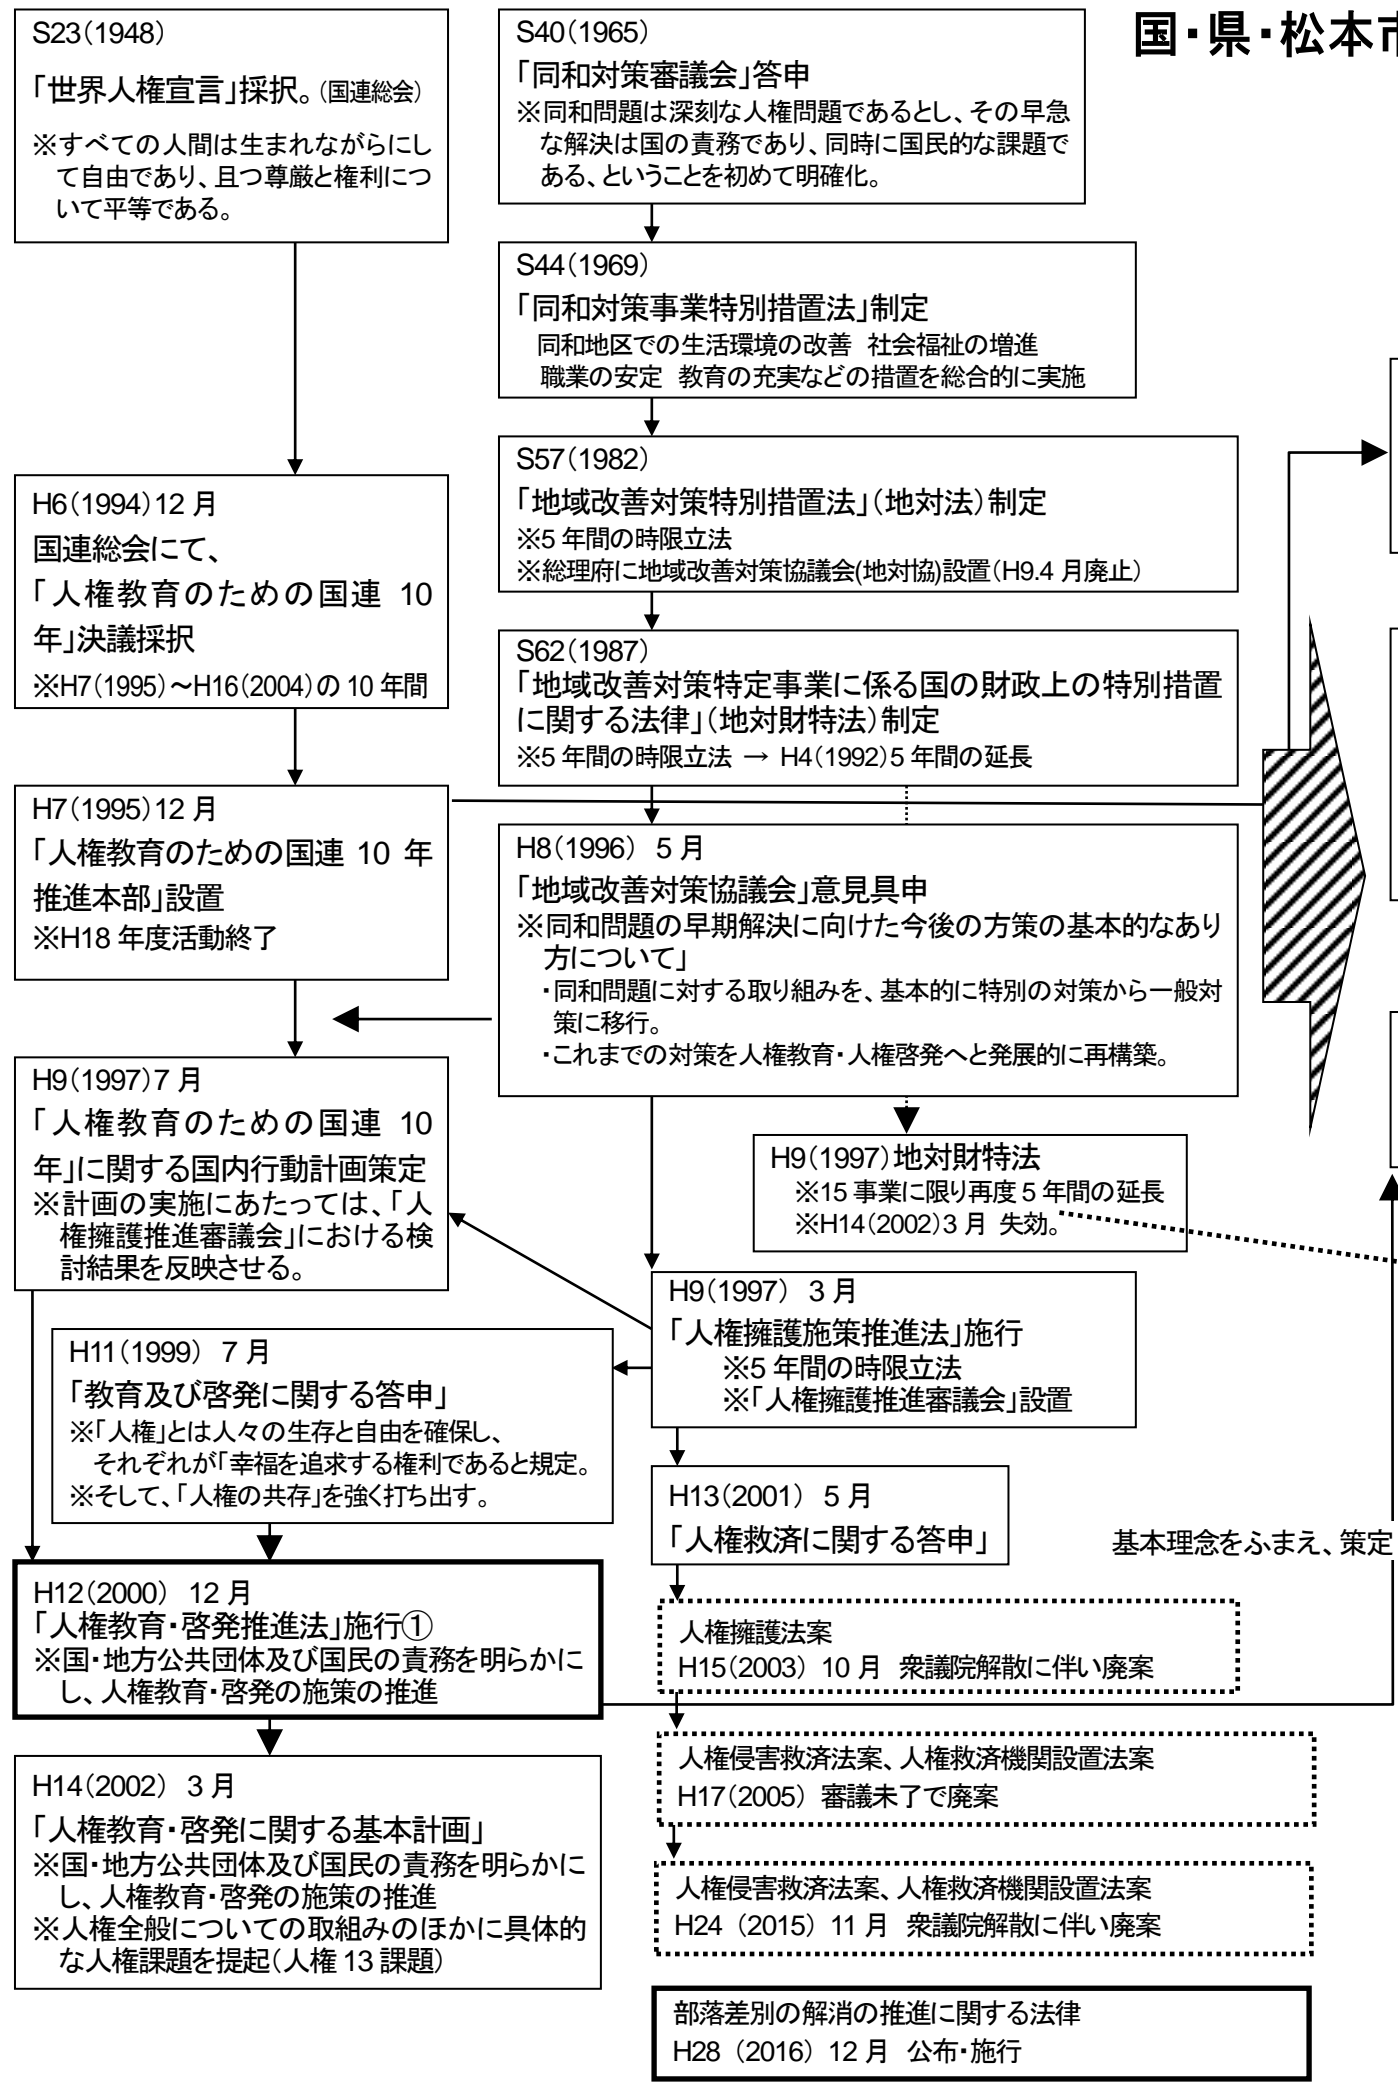 国・県・松本市
S23(1948)
「世界人権宣言」採択。(国連総会)
※すべての人間は生まれながらにし
て自由であり、且つ尊厳と権利につ
いて平等である。
H6(1994)12月
国連総会にて、
「人権教育のための国連 10
年」決議採択
※H7(1995)～H16(2004)の10年間
H7(1995)12月
「人権教育のための国連 10 年
推進本部」設置
※H18年度活動終了
H9(1997)7月
「人権教育のための国連 10
年」に関する国内行動計画策定
※計画の実施にあたっては、「人
権擁護推進審議会」における検
討結果を反映させる。
H11(1999) 7月
「教育及び啓発に関する答申」
※「人権」とは人々の生存と自由を確保し、
それぞれが「幸福を追求する権利であると規定。
※そして、「人権の共存」を強く打ち出す。
H12(2000) 12月
「人権教育・啓発推進法」施行①
※国・地方公共団体及び国民の責務を明らかに
し、人権教育・啓発の施策の推進
H14(2002) 3月
「人権教育・啓発に関する基本計画」
※国・地方公共団体及び国民の責務を明らかに
し、人権教育・啓発の施策の推進
※人権全般についての取組みのほかに具体的
な人権課題を提起(人権13課題)
S40(1965)
「同和対策審議会」答申
※同和問題は深刻な人権問題であるとし、その早急
な解決は国の責務であり、同時に国民的な課題で
ある、ということを初めて明確化。
S44(1969)
「同和対策事業特別措置法」制定
同和地区での生活環境の改善 社会福祉の増進
職業の安定 教育の充実などの措置を総合的に実施
S57(1982)
「地域改善対策特別措置法」(地対法)制定
※5年間の時限立法
※総理府に地域改善対策協議会(地対協)設置(H9.4月廃止)
S62(1987)
「地域改善対策特定事業に係る国の財政上の特別措置
に関する法律」(地対財特法)制定
※5年間の時限立法 → H4(1992)5年間の延長
H8(1996) 5月
「地域改善対策協議会」意見具申
※同和問題の早期解決に向けた今後の方策の基本的なあり
方について」
・同和問題に対する取り組みを、基本的に特別の対策から一般対
策に移行。
・これまでの対策を人権教育・人権啓発へと発展的に再構築。
H9(1997)地対財特法
※15事業に限り再度5年間の延長
※H14(2002)3月 失効。
H9(1997) 3月
「人権擁護施策推進法」施行
※5年間の時限立法
※「人権擁護推進審議会」設置
H13(2001) 5月
「人権救済に関する答申」
基本理念をふまえ、策定
人権擁護法案
H15(2003) 10月 衆議院解散に伴い廃案
人権侵害救済法案、人権救済機関設置法案
H17(2005) 審議未了で廃案
人権侵害救済法案、人権救済機関設置法案
H24 (2015) 11月 衆議院解散に伴い廃案
部落差別の解消の推進に関する法律
H28 (2016) 12月 公布・施行